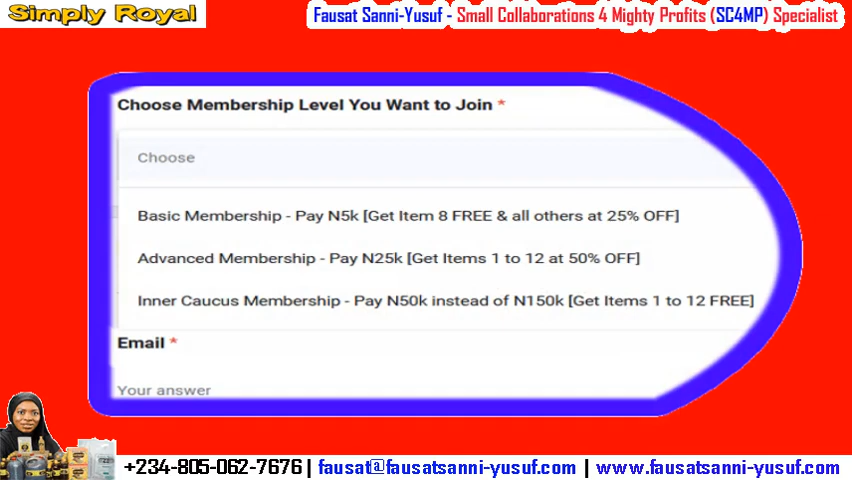 Simply Royal
Fausat Sanni-Yusuf - Small Collaborations 4 Mighty Profits (SC4MP) Specialist
Choose Membership Level You Want to Join *
Choose
Basic Membership - Pay N5k [Get Item 8 FREE & all others at 25% OFF]
Advanced Membership - Pay N25k [Get Items 1 to 12 at 50% OFF]
Inner Caucus Membership - Pay N50k instead of N150k [Get Items 1 to 12 FREE]
Email *
Your answer
+234-805-062-7676 | fausat@fausatsanni-yusuf.com | www.fausatsanni-yusuf.com